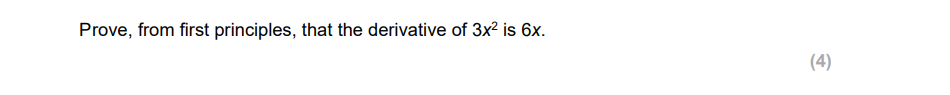 Prove, from first principles, that the derivative of 3x² is 6x.
(4)